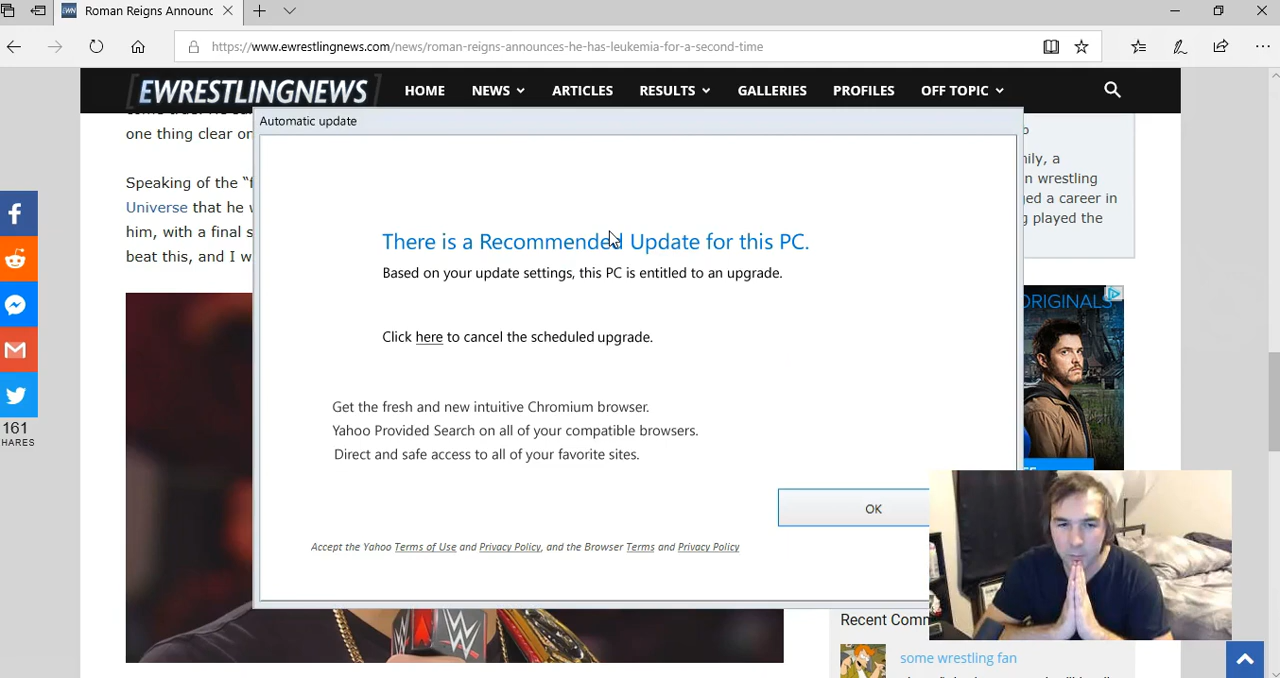 Roman Reigns Announc
https://www.ewrestlingnews.com/news/roman-reigns-announces-he-has-leukemia-for-a-second-time
[EWRESTLINGNEWS]
HOME NEWS ARTICLES RESULTS GALLERIES PROFILES OFF TOPIC
Automatic update
one thing clear or
Speaking of the “f
Universe that he w
him, with a final s
beat this, and I w
There is a Recommended Update for this PC.
Based on your update settings, this PC is entitled to an upgrade.
Click here to cancel the scheduled upgrade.
Get the fresh and new intuitive Chromium browser.
Yahoo Provided Search on all of your compatible browsers.
Direct and safe access to all of your favorite sites.
OK
Accept the Yahoo Terms of Use and Privacy Policy, and the Browser Terms and Privacy Policy
mily, a
n wrestling
ged a career in
g played the
ORIGINALS
161
HARES
W
Recent Comm
some wrestling fan